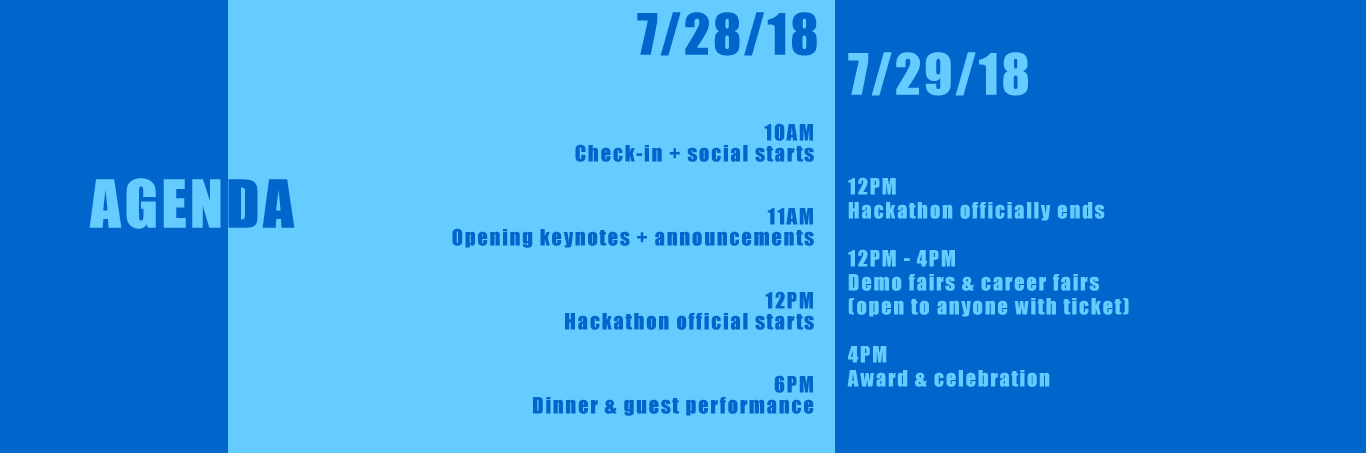 AGENDA
7/28/18
10AM
Check-in + social starts
11AM
Opening keynotes + announcements
12PM
Hackathon official starts
6PM
Dinner & guest performance
7/29/18
12PM
Hackathon officially ends
12PM - 4PM
Demo fairs & career fairs
(open to anyone with ticket)
4PM
Award & celebration